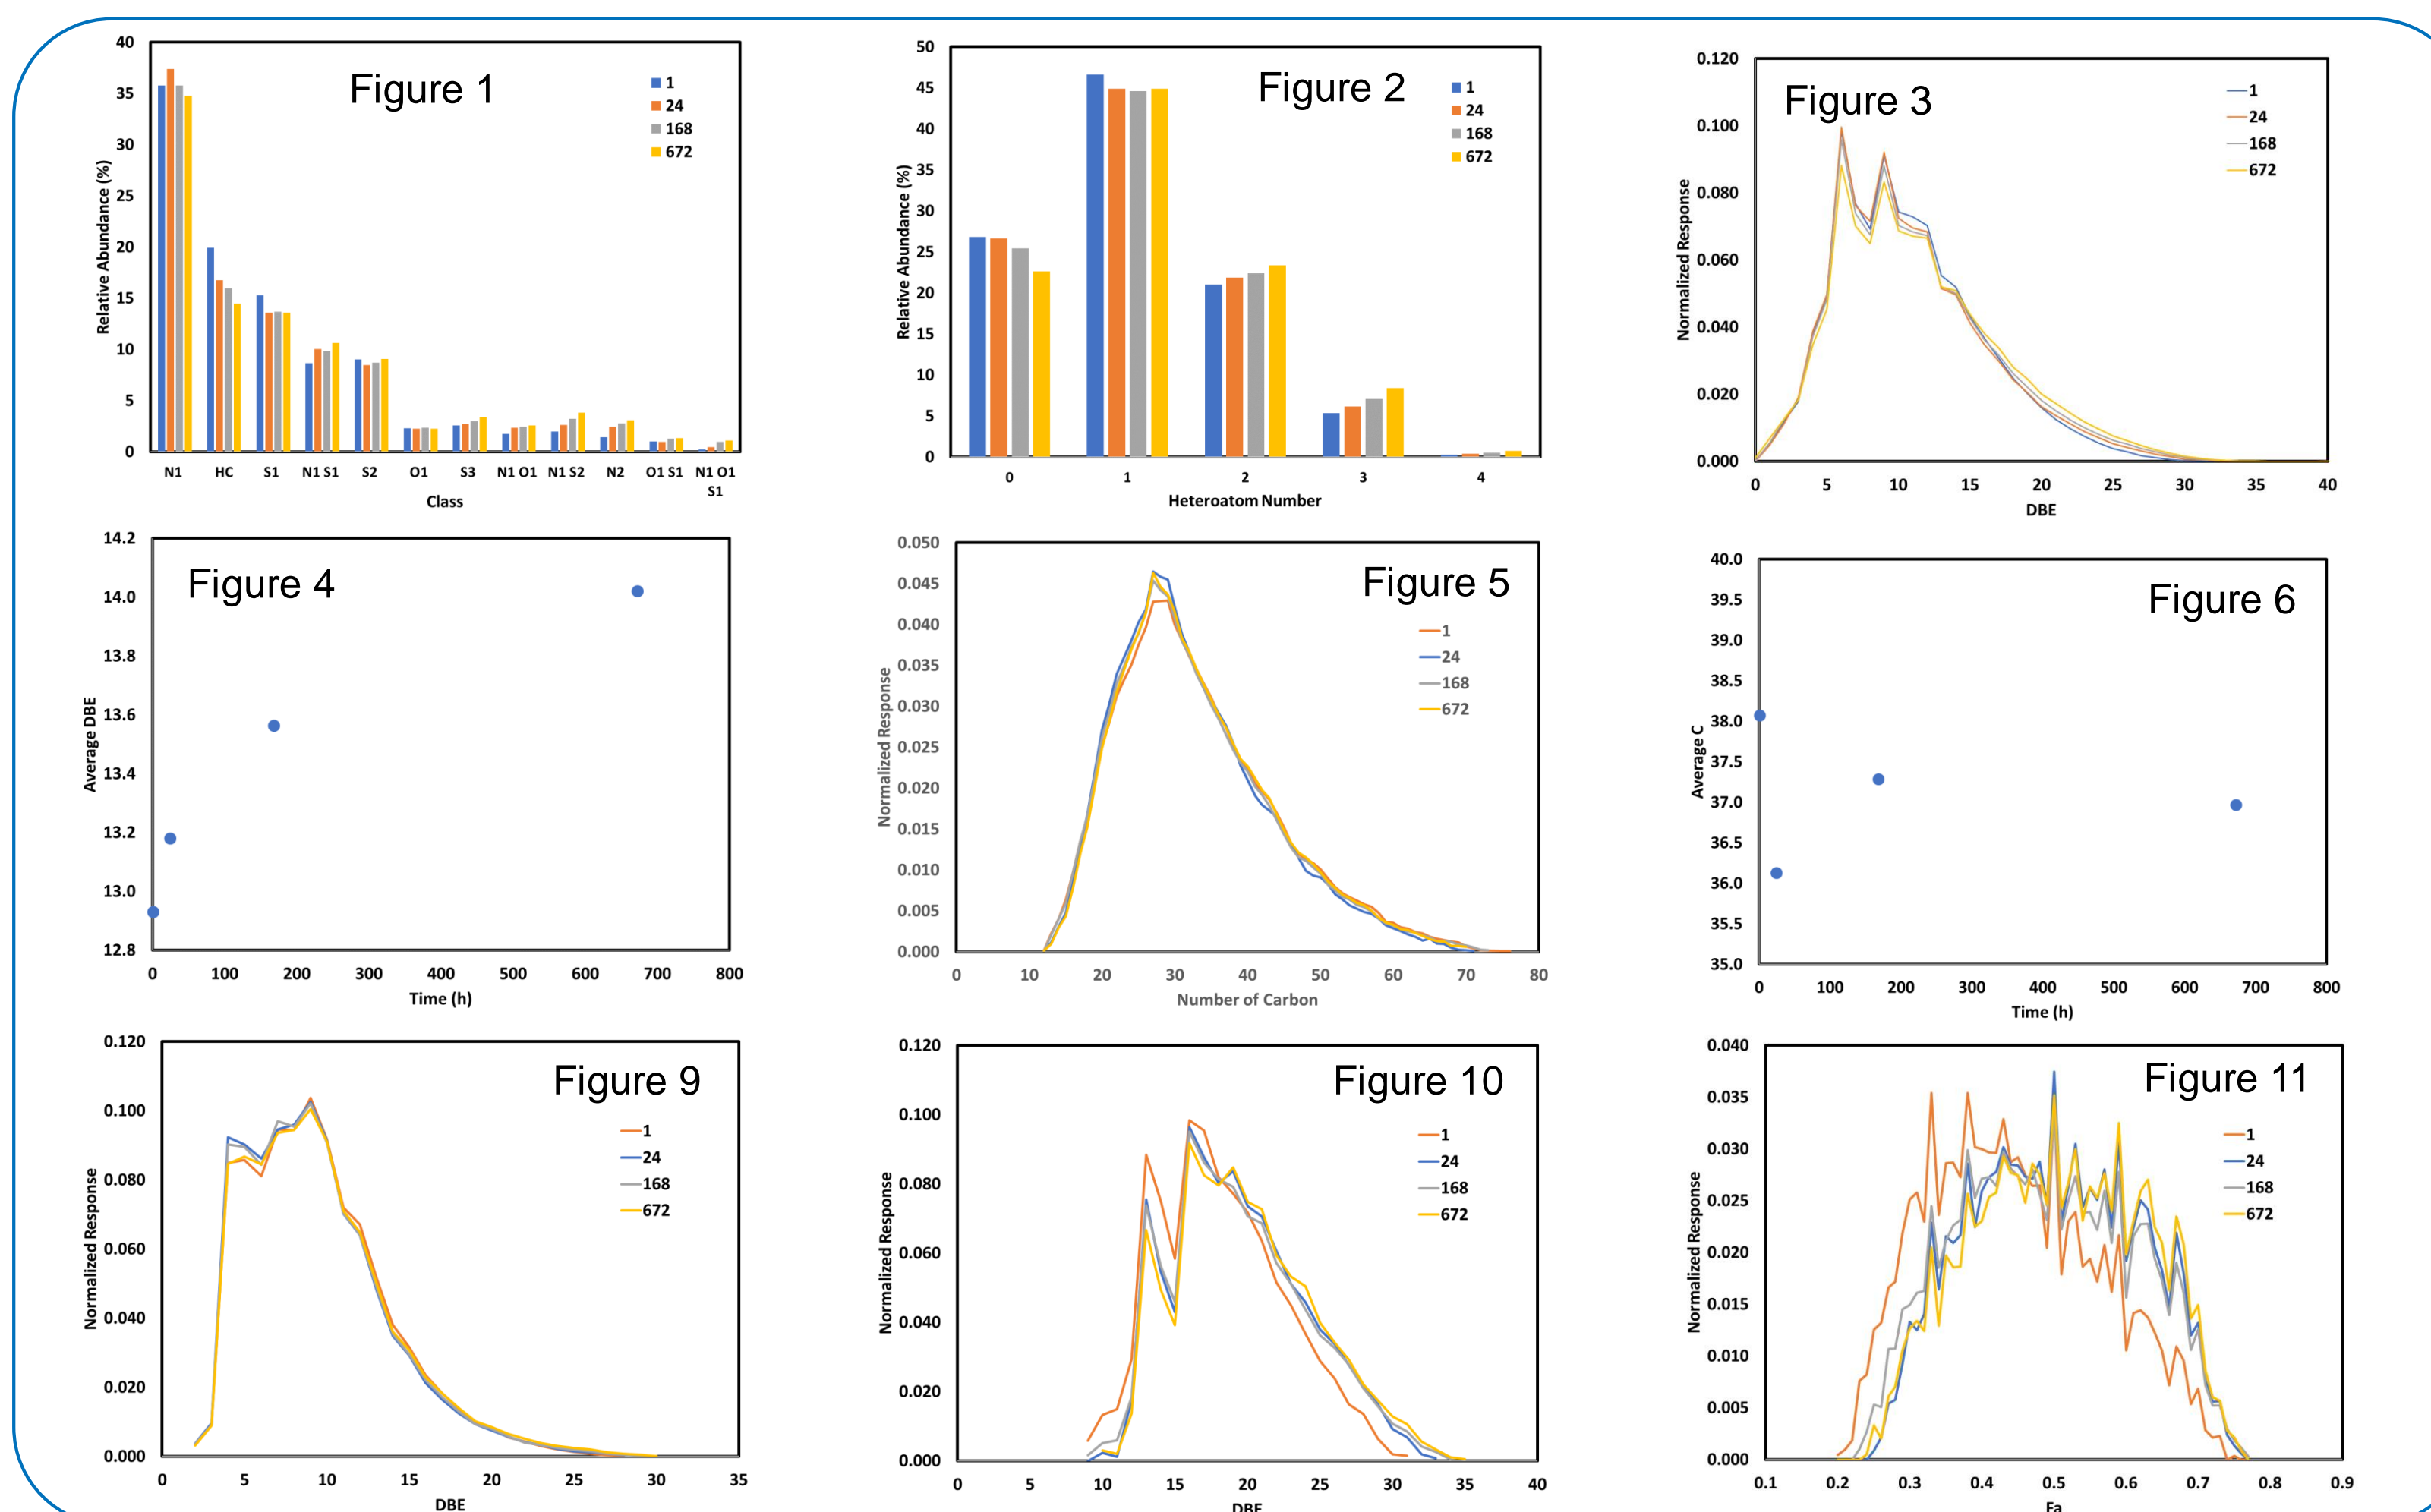 Figure 1
40
35
30
25
20
15
10
5
0
Relative Abundance (%)
1
24
168
672
N1 HC S1 N1 S1 S2 O1 S3 N1 O1 N1 S2 N2 O1 S1 N1 O1
S1
Class
Figure 2
50
45
40
35
30
25
20
15
10
5
0
Relative Abundance (%)
1
24
168
672
0 1 2 3 4
Heteroatom Number
Figure 3
0.120
0.100
0.080
0.060
0.040
0.020
0.000
Normalized Response
1
24
168
672
0 5 10 15 20 25 30 35 40
DBE
Figure 4
14.2
14.0
13.8
13.6
13.4
13.2
13.0
12.8
Average DBE
0 100 200 300 400 500 600 700 800
Time (h)
Figure 5
0.050
0.045
0.040
0.035
0.030
0.025
0.020
0.015
0.010
0.005
0.000
Normalized Response
1
24
168
672
0 10 20 30 40 50 60 70 80
Number of Carbon
Figure 6
40.0
39.5
39.0
38.5
38.0
37.5
37.0
36.5
36.0
35.5
35.0
Average C
0 100 200 300 400 500 600 700 800
Time (h)
Figure 9
0.120
0.100
0.080
0.060
0.040
0.020
0.000
Normalized Response
1
24
168
672
0 5 10 15 20 25 30 35
DBE
Figure 10
0.120
0.100
0.080
0.060
0.040
0.020
0.000
Normalized Response
1
24
168
672
0 5 10 15 20 25 30 35 40
DBE
Figure 11
0.040
0.035
0.030
0.025
0.020
0.015
0.010
0.005
0.000
Normalized Response
1
24
168
672
0.1 0.2 0.3 0.4 0.5 0.6 0.7 0.8 0.9
Fa